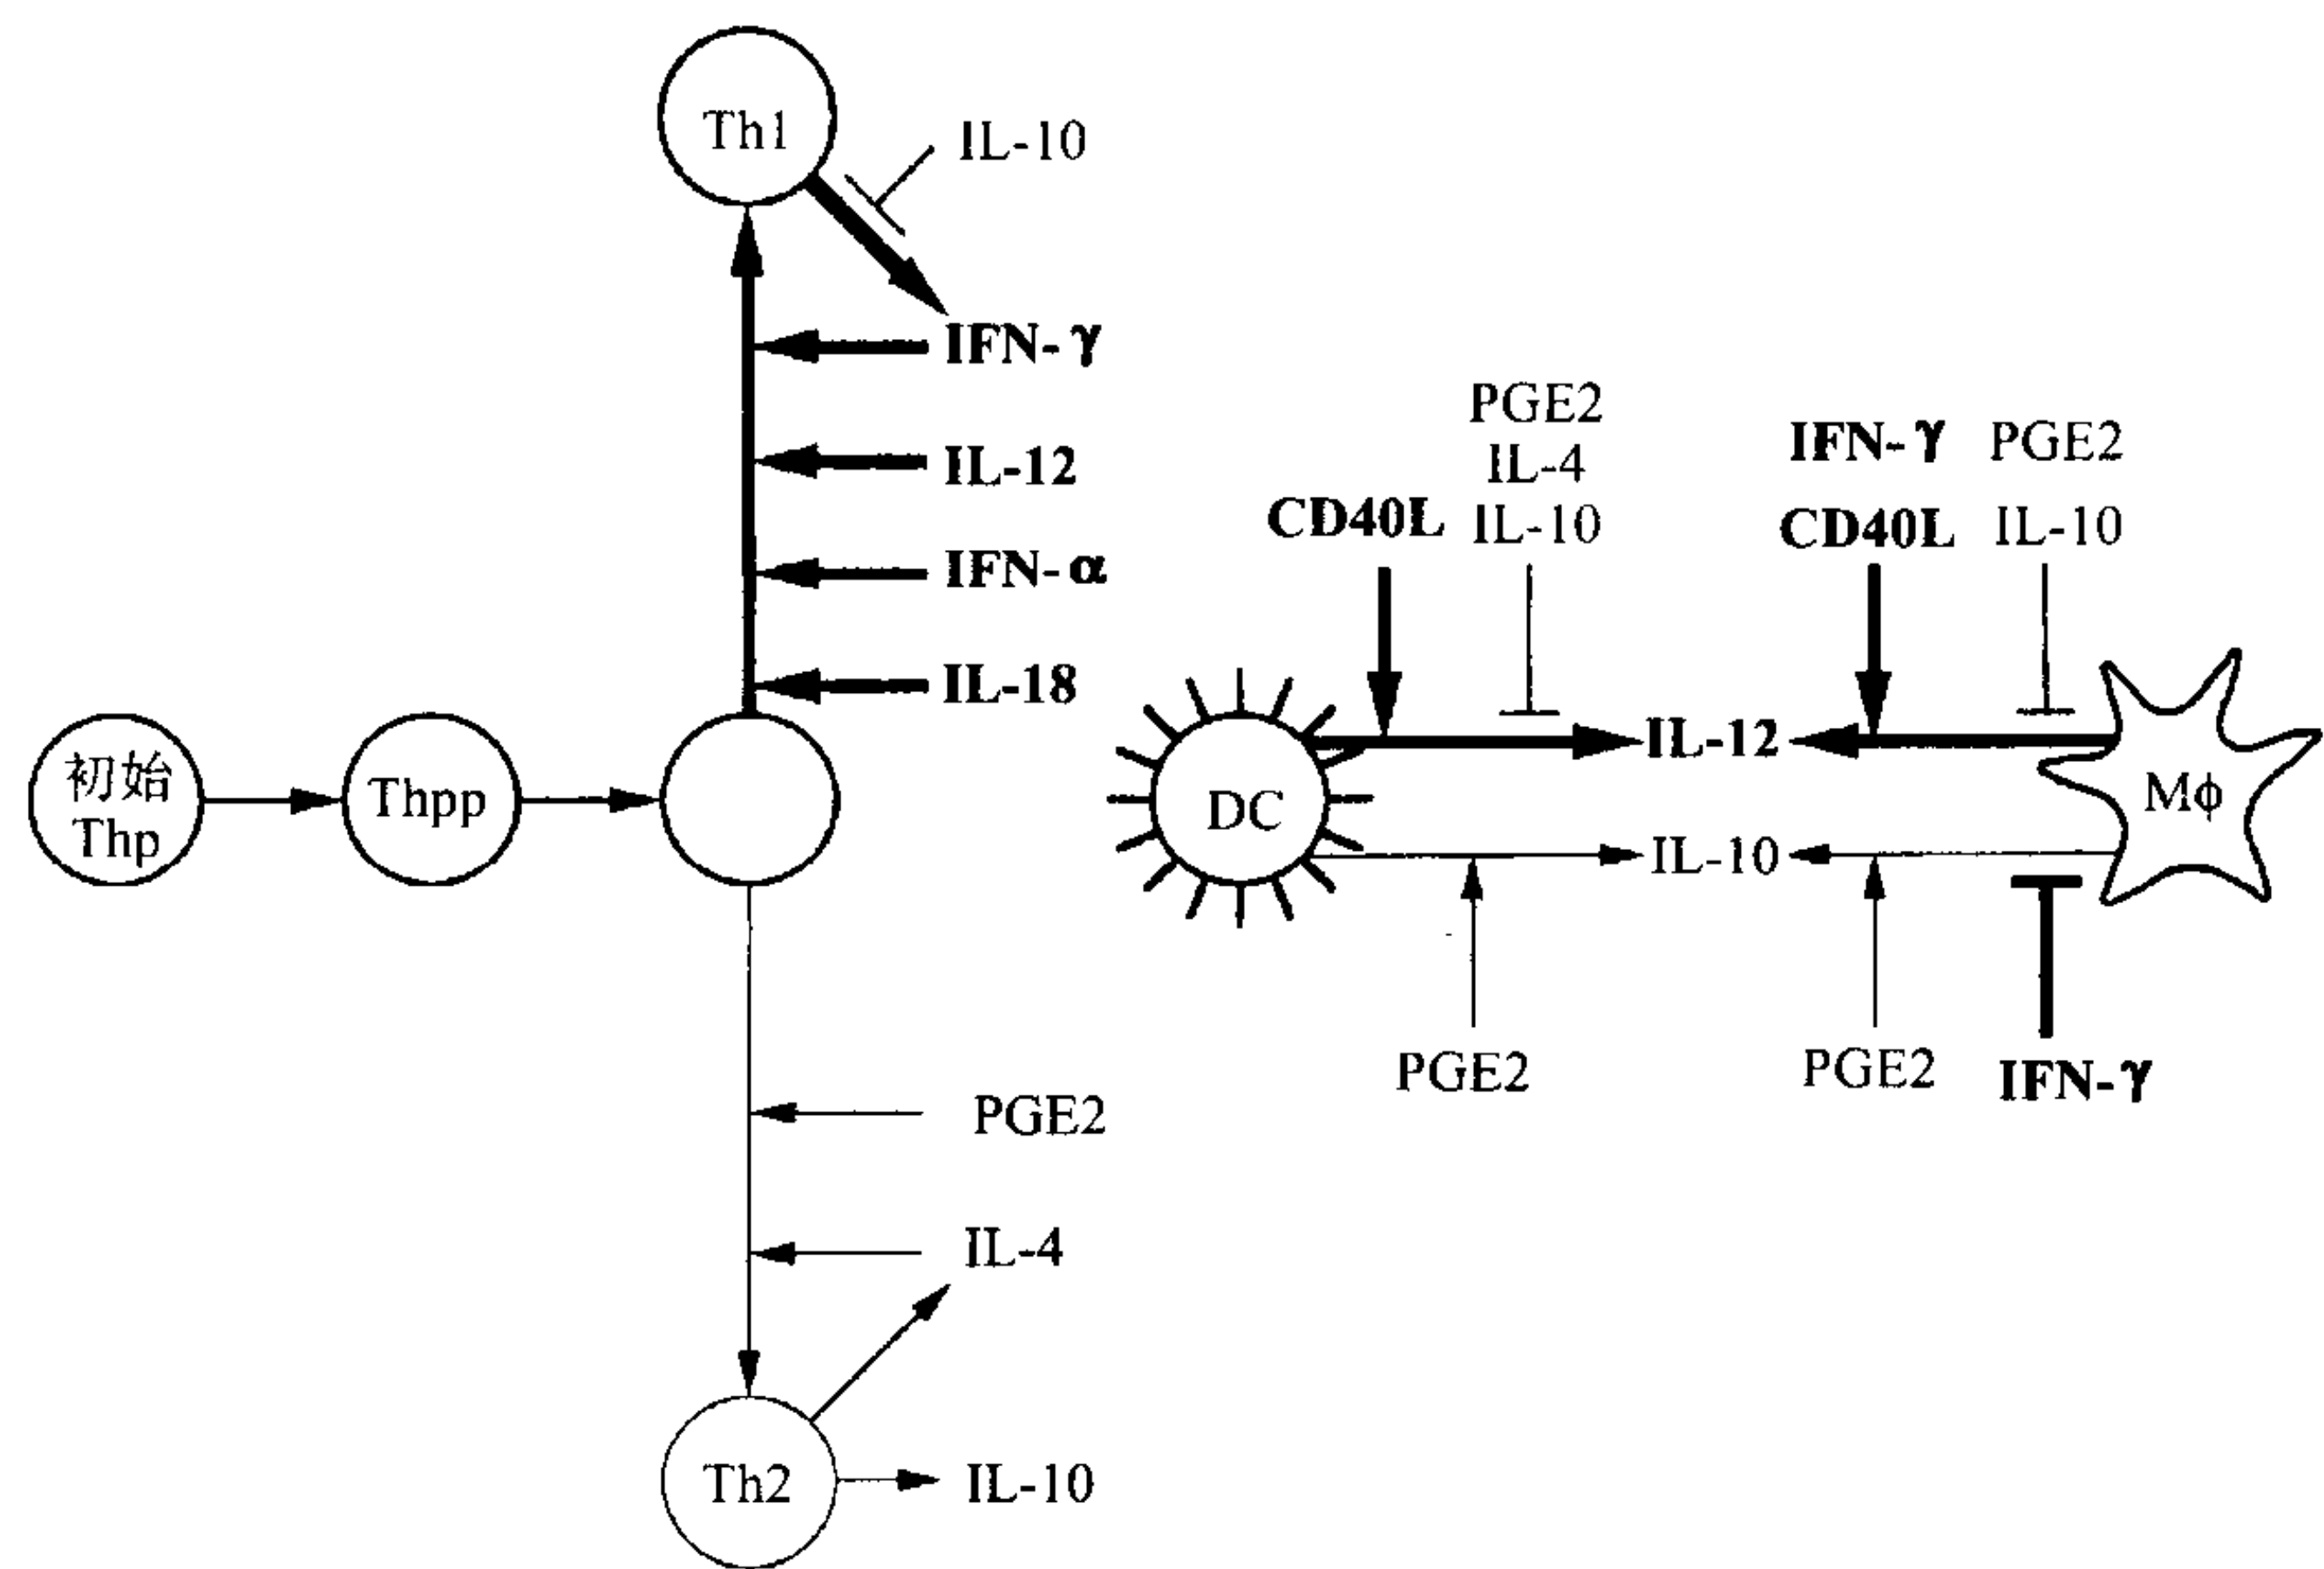 Th1
IL-10
IFN-γ
IL-12
IFN-α
IL-18
初始
Thp
Thpp
PGE2
IL-4
Th2
IL-10
CD40L
PGE2
IL-4
IL-10
IFN-γ
CD40L
PGE2
IL-10
DC
IL-12
IL-10
Mφ
PGE2
PGE2
IFN-γ